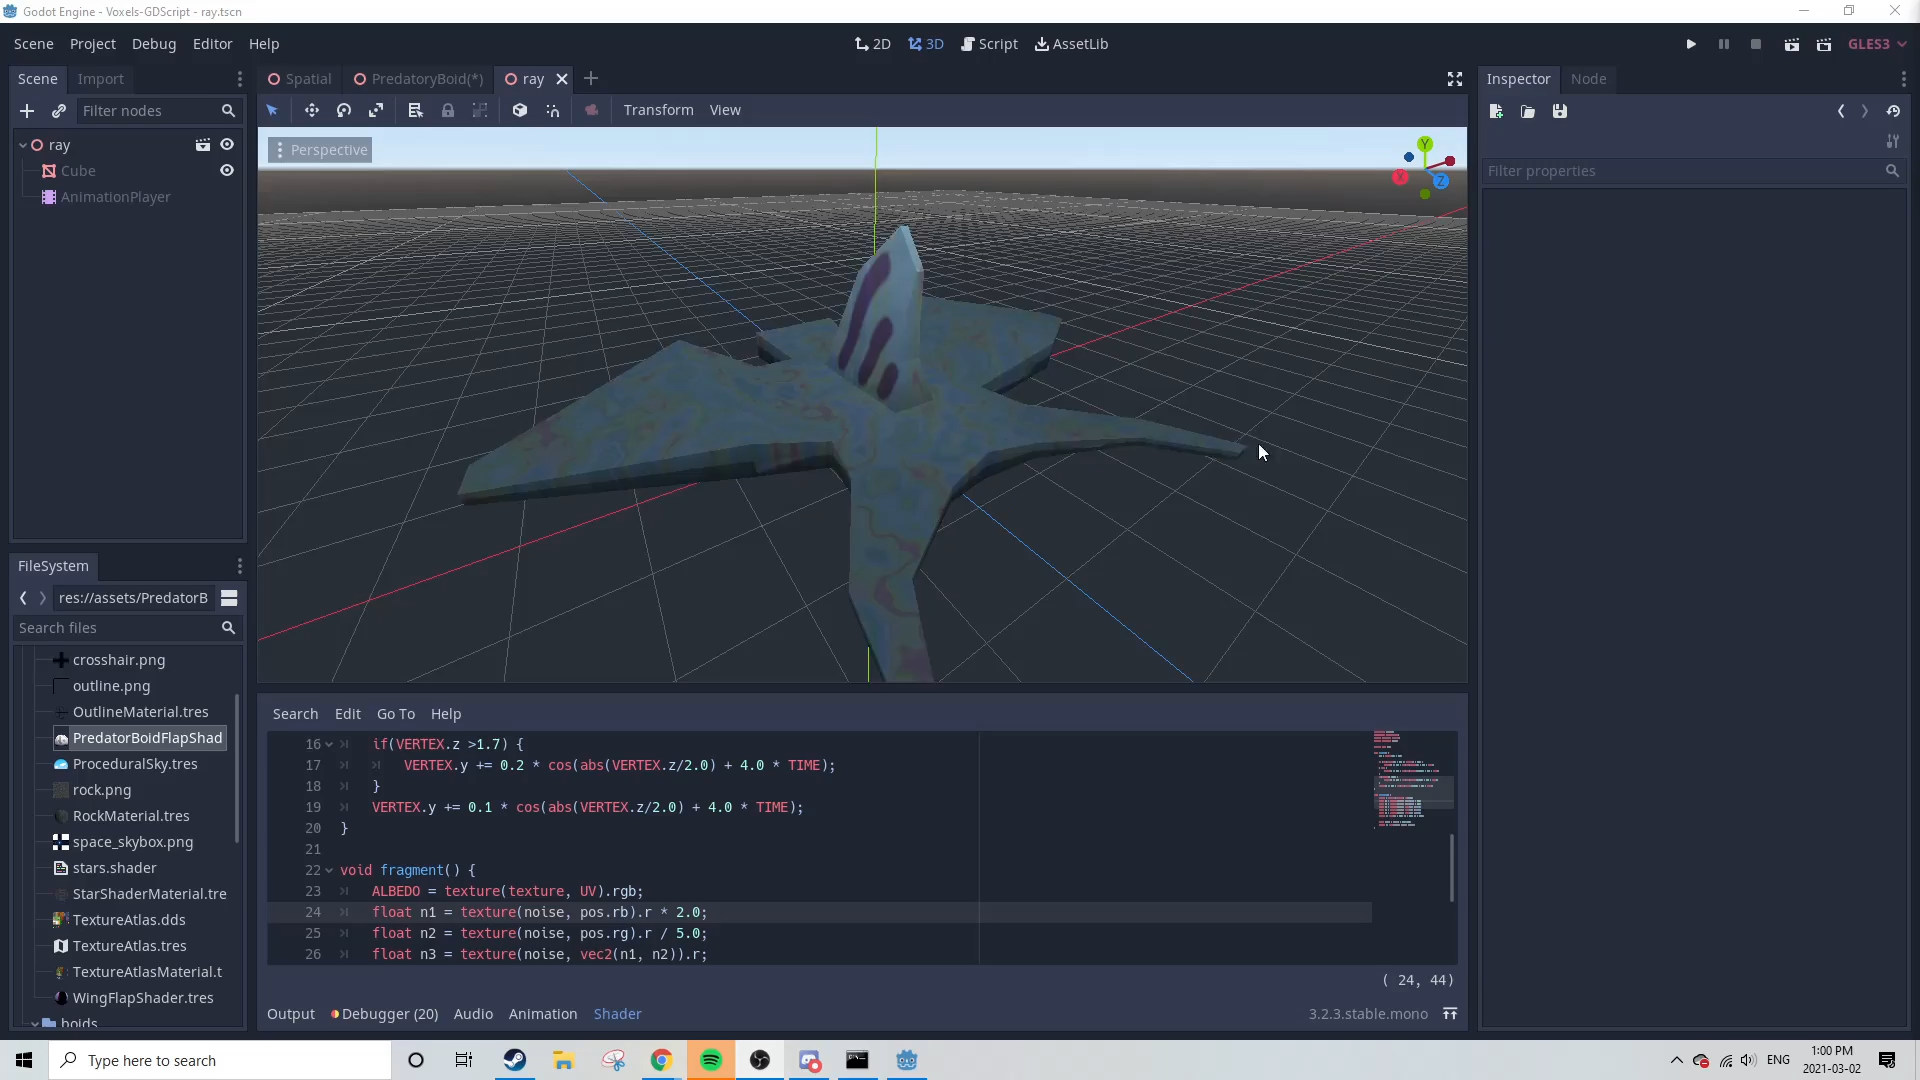 Godot Engine - Voxels-GDScript - ray.tscn
Scene Project Debug Editor Help
2D 3D Script AssetLib
GLES3
Scene Import
Spatial PredatoryBoid(*) ray
Inspector Node
Filter nodes
Transform View
ray
Cube
AnimationPlayer
Perspective
Y
X
Z
Filter properties
FileSystem
res://assets/PredatorB
Search files
crosshair.png
outline.png
OutlineMaterial.tres
PredatorBoidFlapShad
ProceduralSky.tres
rock.png
RockMaterial.tres
space_skybox.png
stars.shader
StarShaderMaterial.tre
TextureAtlas.dds
TextureAtlas.tres
TextureAtlasMaterial.t
WingFlapShader.tres
boids
Search Edit Go To Help
16 if(VERTEX.z >1.7) {
17 VERTEX.y += 0.2 * cos(abs(VERTEX.z/2.0) + 4.0 * TIME);
18 }
19 VERTEX.y += 0.1 * cos(abs(VERTEX.z/2.0) + 4.0 * TIME);
20 }
21
22 void fragment() {
23 ALBEDO = texture(texture, UV).rgb;
24 float n1 = texture(noise, pos.rb).r * 2.0;
25 float n2 = texture(noise, pos.rg).r / 5.0;
26 float n3 = texture(noise, vec2(n1, n2)).r;
( 24, 44)
Output Debugger (20) Audio Animation Shader
3.2.3.stable.mono
Type here to search
ENG
1:00 PM
2021-03-02